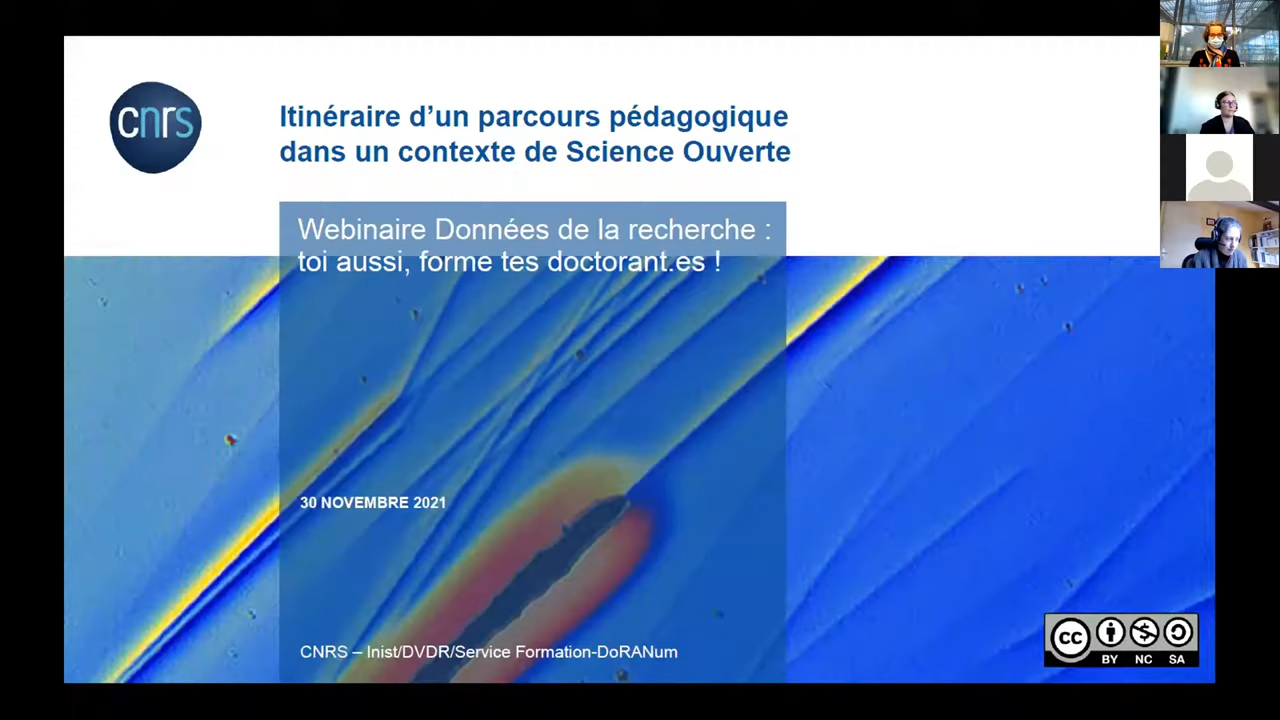 cnrs
Itinéraire d'un parcours pédagogique
dans un contexte de Science Ouverte
Webinaire Données de la recherche :
toi aussi, forme tes doctorant.es !
30 NOVEMBRE 2021
CNRS – Inist/DVDR/Service Formation-DoRANum
cc
BY NC SA